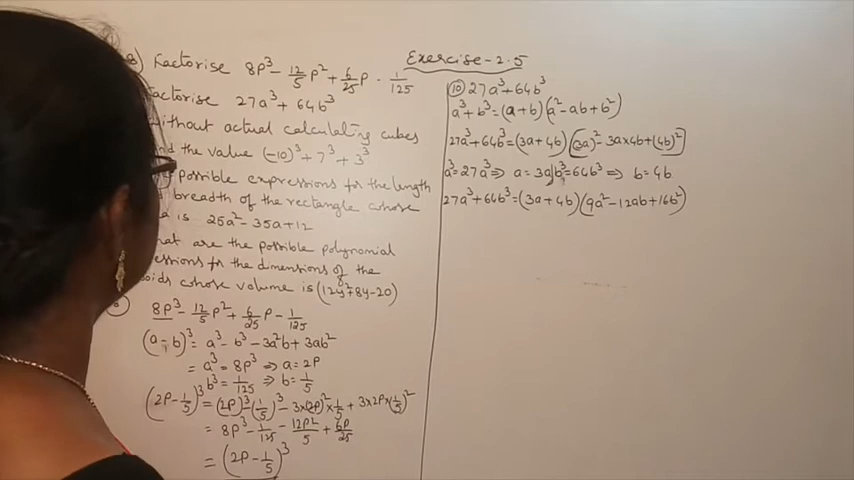 8) Factorise 8P³ - 12/5 P² + 6/25 P - 1/125
actorise 27a³ + 64b³
without actual calculating cubes
nd the value (-10)³ + 7³ + 3³
possible expressions for the length
breadth of the rectangle whose
is 25a² - 35a + 12
hat are the possible polynomial
essions for the dimensions of the
oids whose volume is (12y² + 8y - 20)
8P³ - 12/5 P² + 6/25 P - 1/125
(a - b)³ = a³ - b³ - 3a²b + 3ab²
= a³ = 8P³ ⇒ a = 2P
b³ = 1/125 ⇒ b = 1/5
(2P - 1/5)³ = (2P)³ - (1/5)³ - 3×(2P)² × 1/5 + 3×2P×(1/5)²
= 8P³ - 1/125 - 12P²/5 + 6P/25
= (2P - 1/5)³
Exercise - 2.5
(10) 27a³ + 64b³
a³ + b³ = (a + b)(a² - ab + b²)
27a³ + 64b³ = (3a + 4b)((3a)² - 3a×4b + (4b)²)
a³ = 27a³ ⇒ a = 3a | b³ = 64b³ ⇒ b = 4b
27a³ + 64b³ = (3a + 4b)(9a² - 12ab + 16b²)